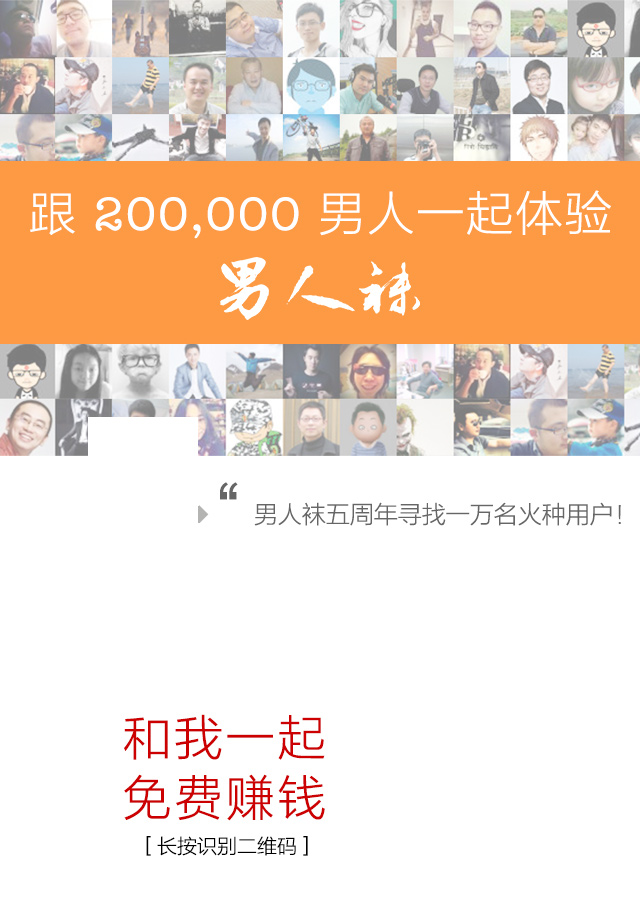 跟 200,000 男人一起体验
男人袜
“ 男人袜五周年寻找一万名火种用户！
和我一起
免费赚钱
[ 长按识别二维码 ]